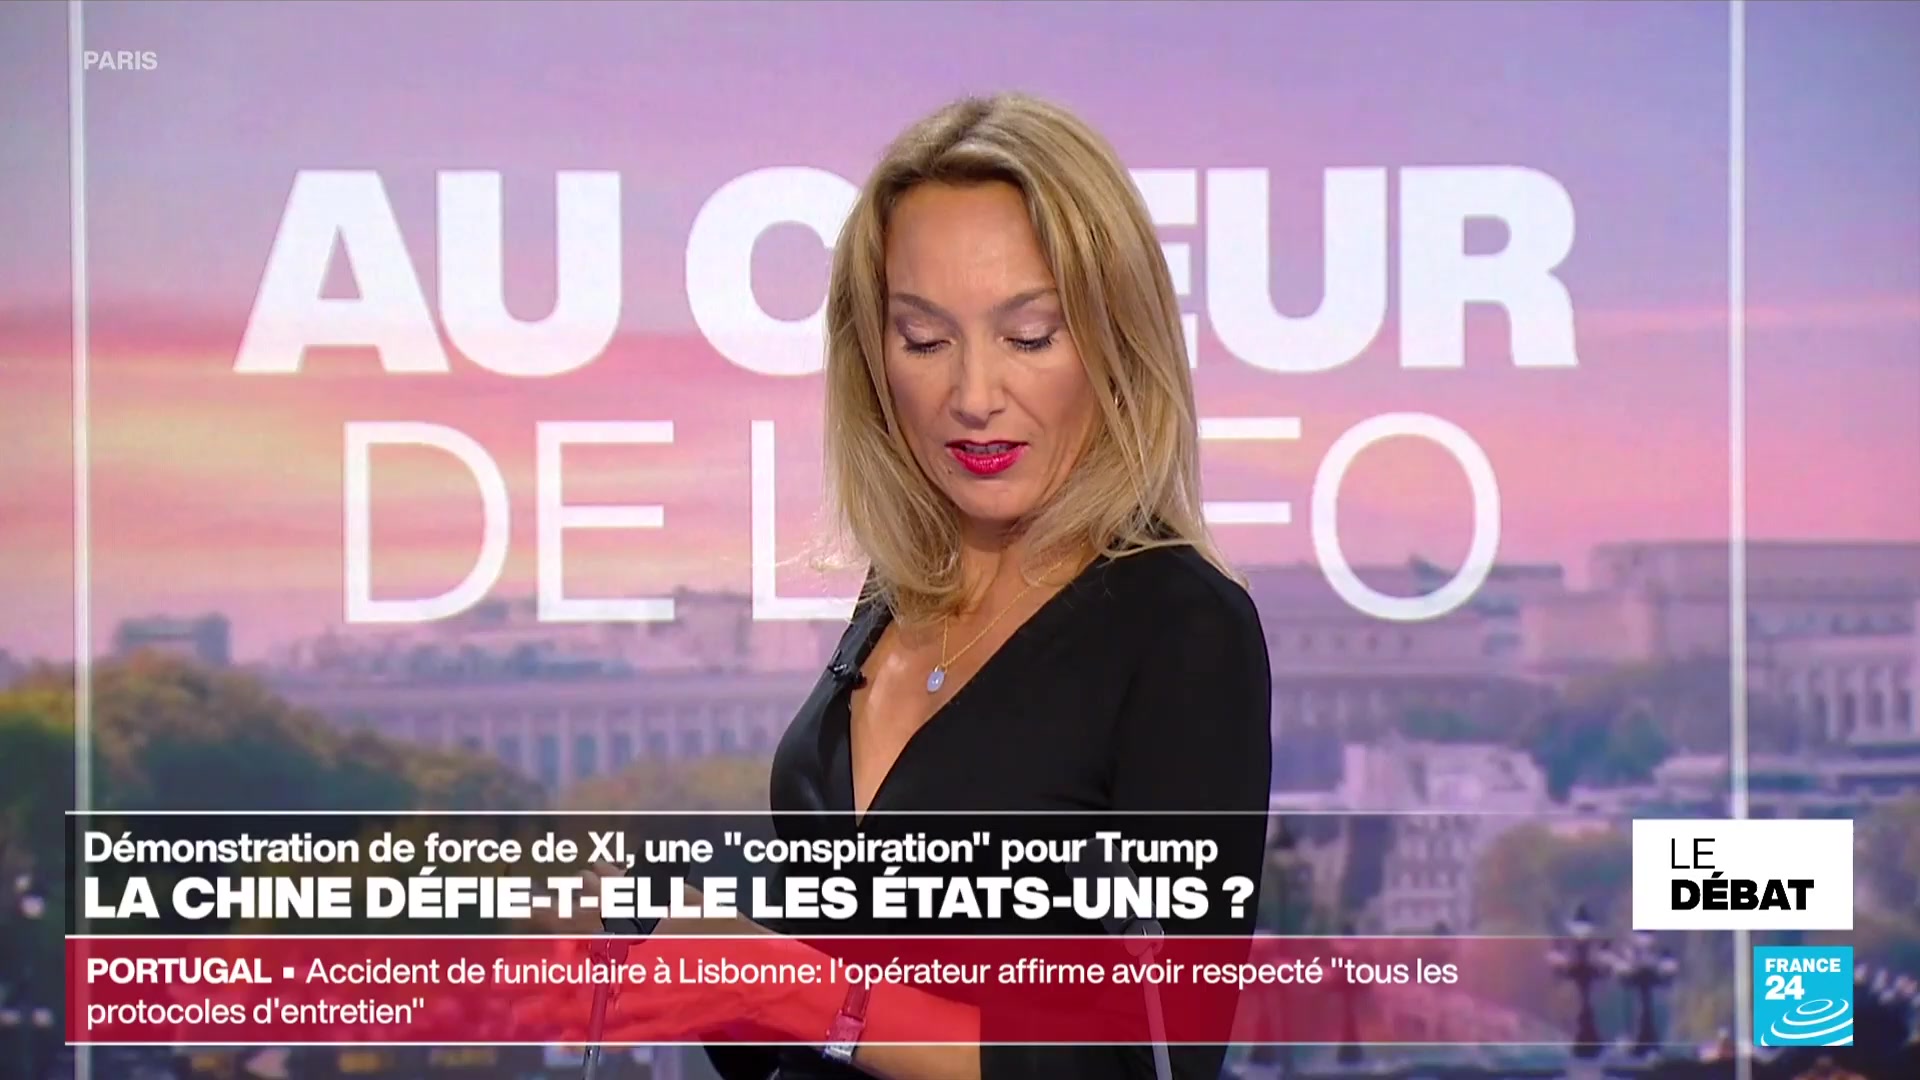 PARIS
AU C EUR
DE L FO
Démonstration de force de XI, une "conspiration" pour Trump
LA CHINE DÉFIE-T-ELLE LES ÉTATS-UNIS ?
LE
DÉBAT
PORTUGAL ▪ Accident de funiculaire à Lisbonne: l'opérateur affirme avoir respecté "tous les
protocoles d'entretien"
FRANCE
24